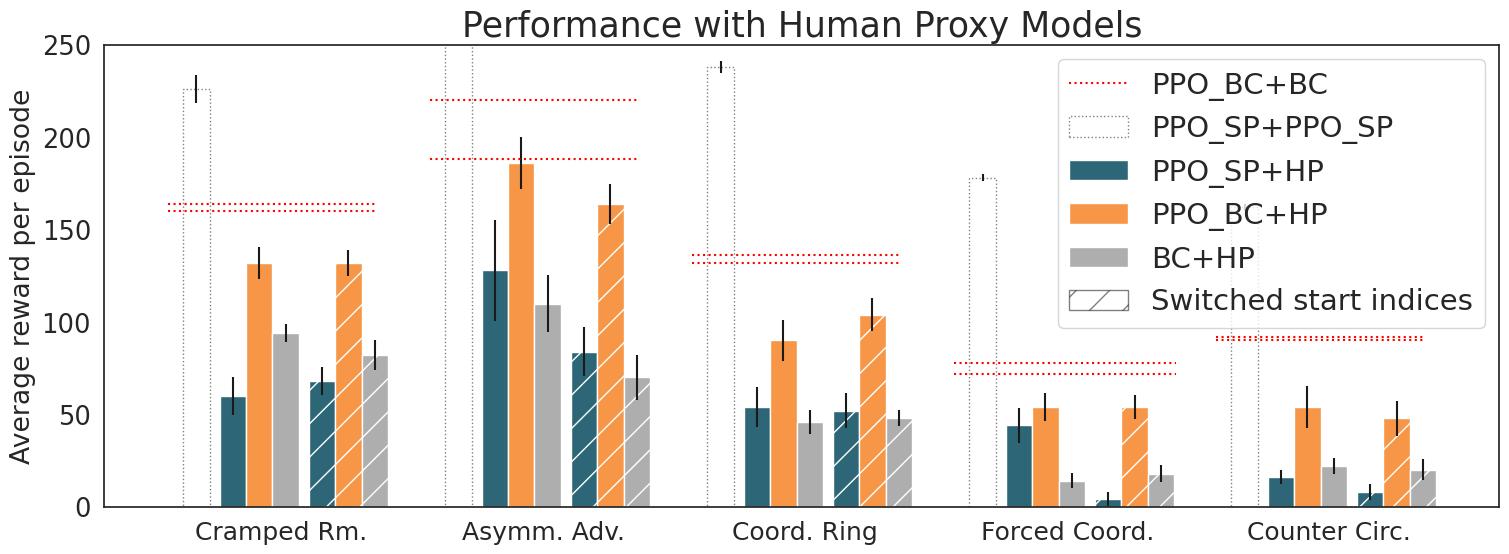 Performance with Human Proxy Models
Average reward per episode
250
200
150
100
50
0
PPO_BC+BC
PPO_SP+PPO_SP
PPO_SP+HP
PPO_BC+HP
BC+HP
Switched start indices
Cramped Rm.
Asymm. Adv.
Coord. Ring
Forced Coord.
Counter Circ.